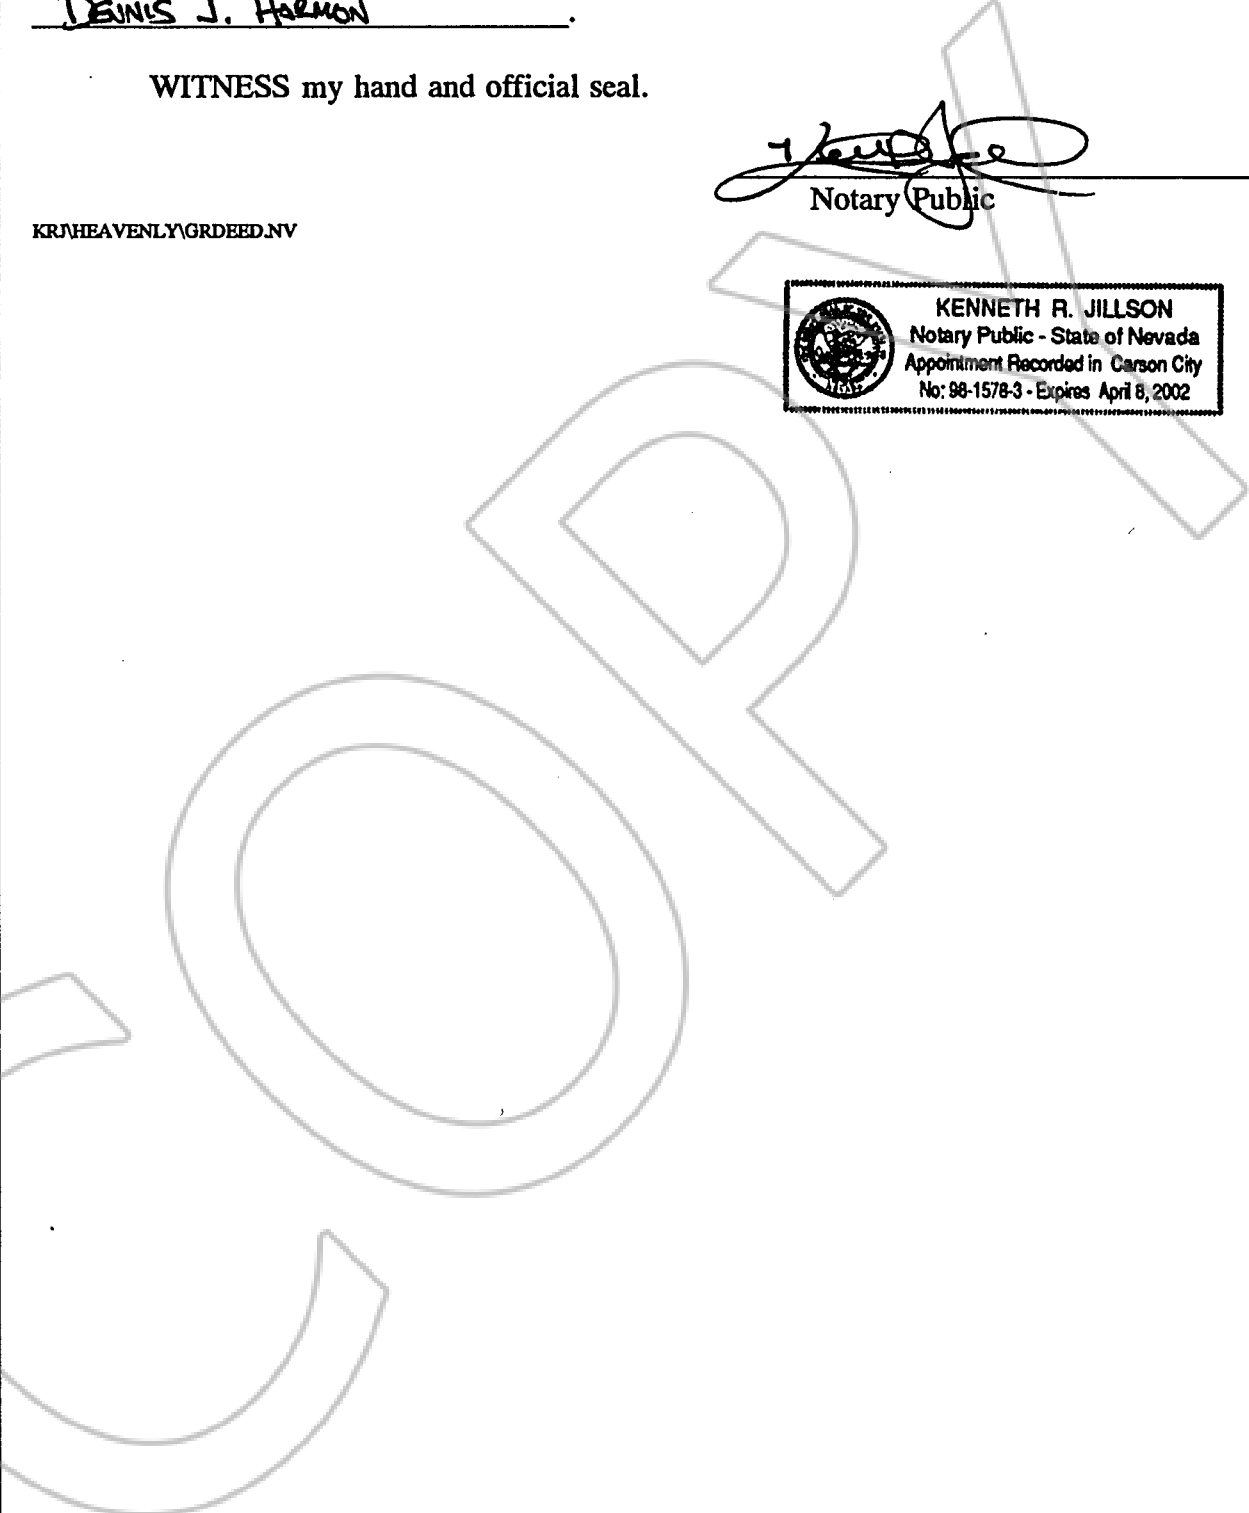 DENNIS J. HARMON.
WITNESS my hand and official seal.
Notary Public
KRJ\HEAVENLY\GRDEED.NV
KENNETH R. JILLSON
Notary Public - State of Nevada
Appointment Recorded in Carson City
No: 98-1578-3 - Expires April 8, 2002
COPY